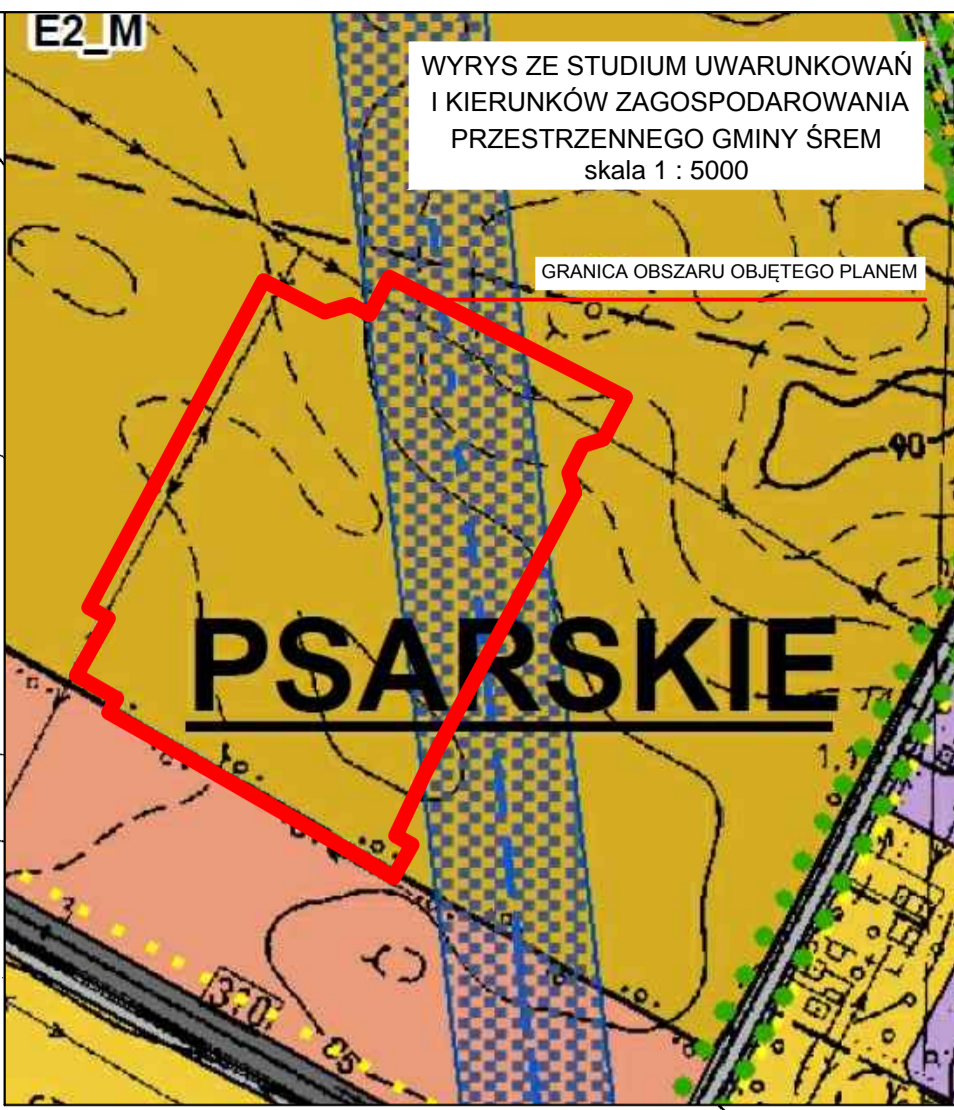 E2_M
WYRYS ZE STUDIUM UWARUNKOWAŃ
I KIERUNKÓW ZAGOSPODAROWANIA
PRZESTRZENNEGO GMINY ŚREM
skala 1 : 5000
GRANICA OBSZARU OBJĘTEGO PLANEM
90
PSARSKIE